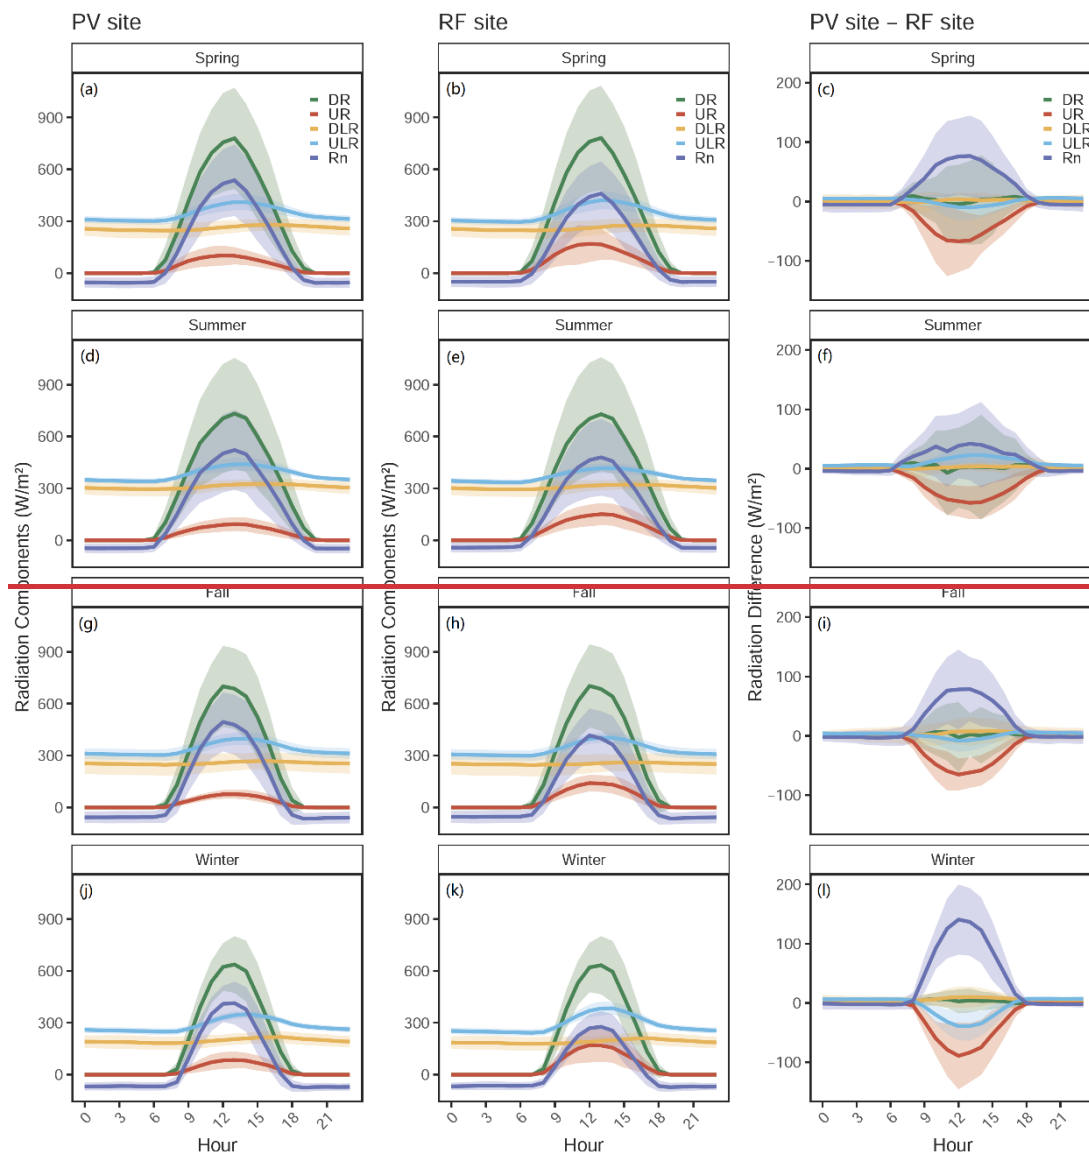 PV site
RF site
PV site – RF site
Spring
Spring
Spring
(a)
(b)
(c)
DR
UR
DLR
ULR
Rn
DR
UR
DLR
ULR
Rn
DR
UR
DLR
ULR
Rn
900
600
300
0
900
600
300
0
200
100
0
−100
Summer
Summer
Summer
(d)
(e)
(f)
900
600
300
0
900
600
300
0
200
100
0
−100
Radiation Components (W/m²)
Radiation Components (W/m²)
Radiation Difference (W/m²)
Fall
Fall
Fall
(g)
(h)
(i)
900
600
300
0
900
600
300
0
200
100
0
−100
Winter
Winter
Winter
(j)
(k)
(l)
900
600
300
0
900
600
300
0
200
100
0
−100
0 3 6 9 12 15 18 21
0 3 6 9 12 15 18 21
0 3 6 9 12 15 18 21
Hour
Hour
Hour